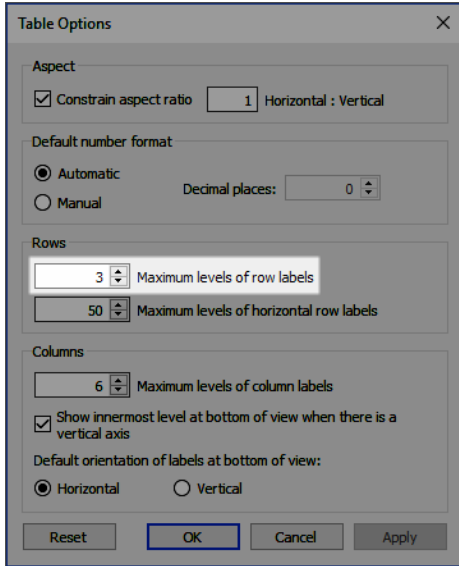 Table Options
Aspect
Constrain aspect ratio 1 Horizontal : Vertical
Default number format
Automatic
Decimal places: 0
Manual
Rows
3 Maximum levels of row labels
50 Maximum levels of horizontal row labels
Columns
6 Maximum levels of column labels
Show innermost level at bottom of view when there is a
vertical axis
Default orientation of labels at bottom of view:
Horizontal Vertical
Reset OK Cancel Apply